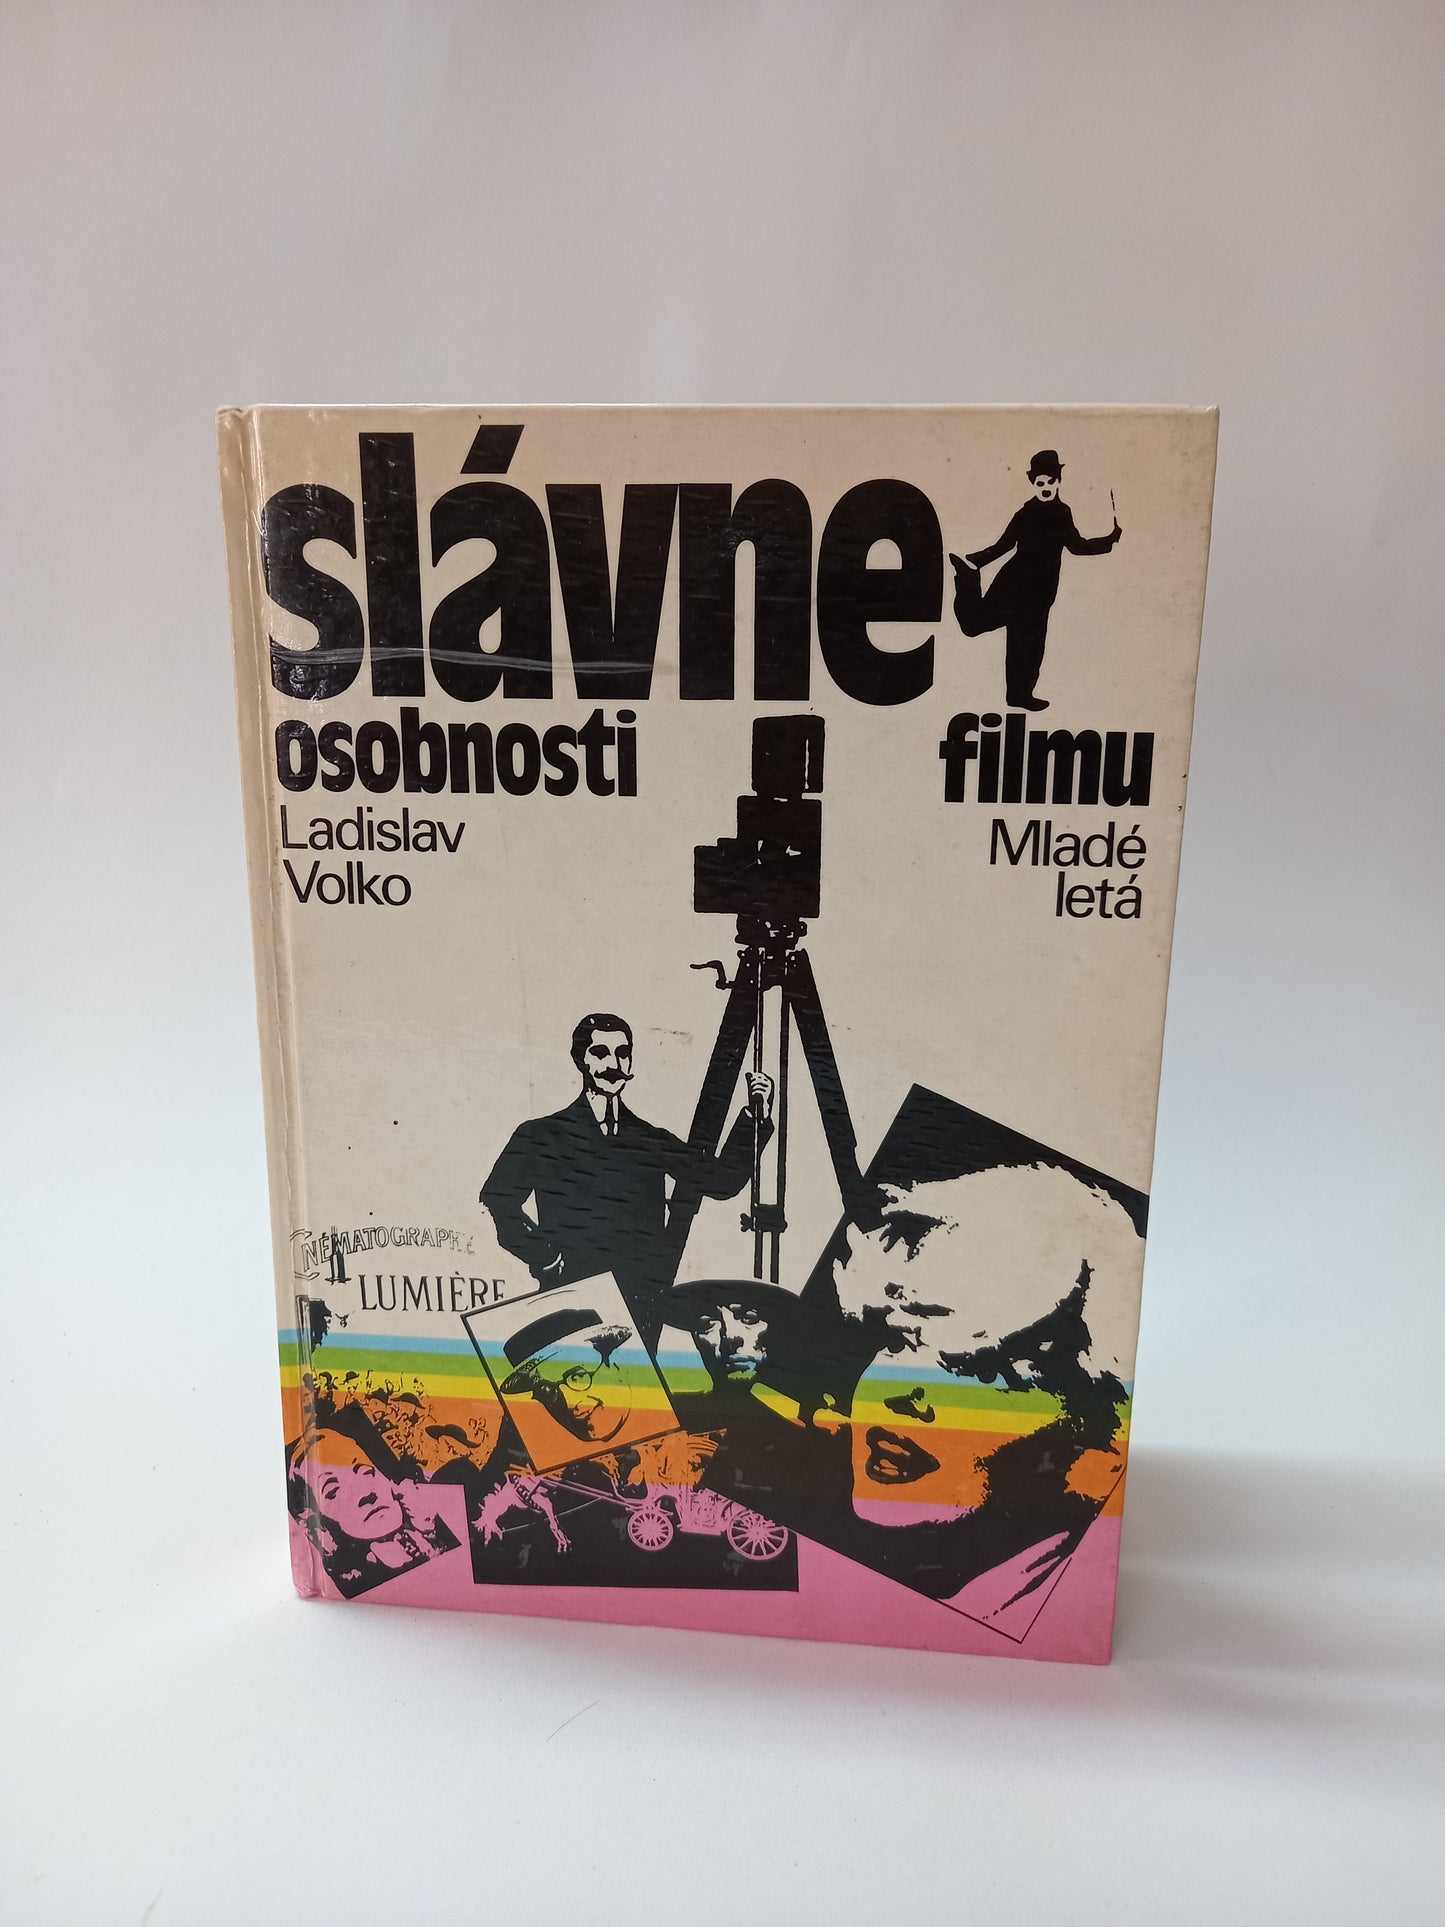 slávne
osobnosti filmu
Ladislav
Volko
Mladé
letá
CINÉMATOGRAPHE
LUMIÈRE